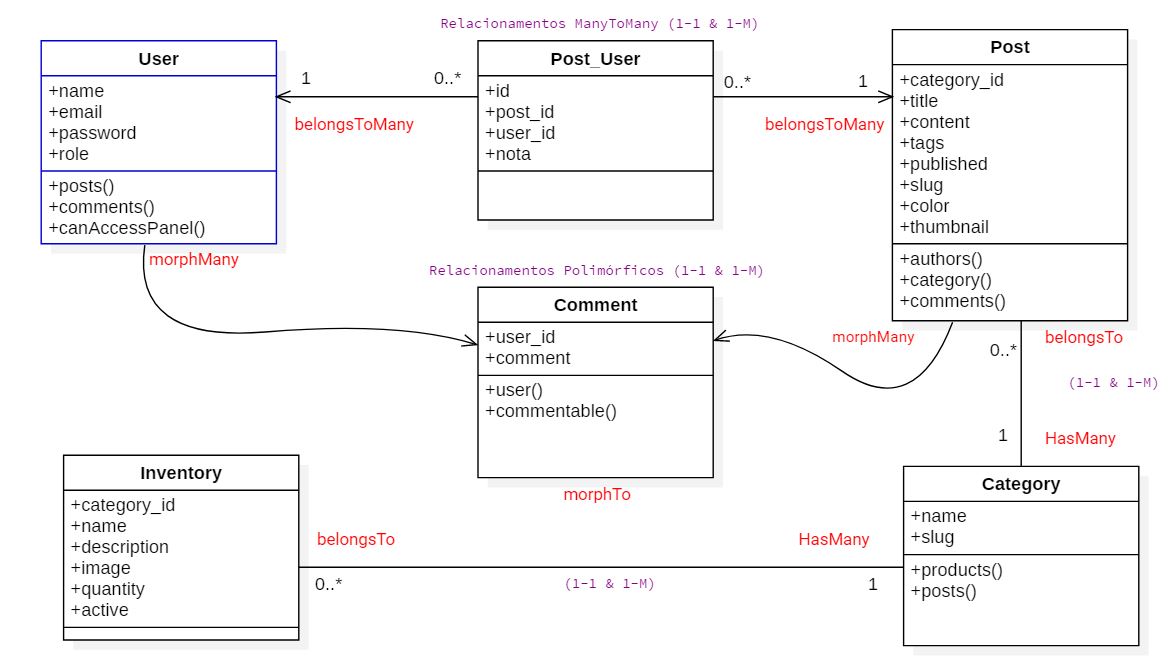 Relacionamentos ManyToMany (1-1 & 1-M)
User
+name
+email
+password
+role
+posts()
+comments()
+canAccessPanel()
1
0..*
belongsToMany
Post_User
+id
+post_id
+user_id
+nota
0..*
1
belongsToMany
Post
+category_id
+title
+content
+tags
+published
+slug
+color
+thumbnail
+authors()
+category()
+comments()
morphMany
Relacionamentos Polimórficos (1-1 & 1-M)
Comment
+user_id
+comment
+user()
+commentable()
morphTo
morphMany
belongsTo
0..*
(1-1 & 1-M)
1
HasMany
Inventory
+category_id
+name
+description
+image
+quantity
+active
belongsTo
0..*
(1-1 & 1-M)
HasMany
1
Category
+name
+slug
+products()
+posts()